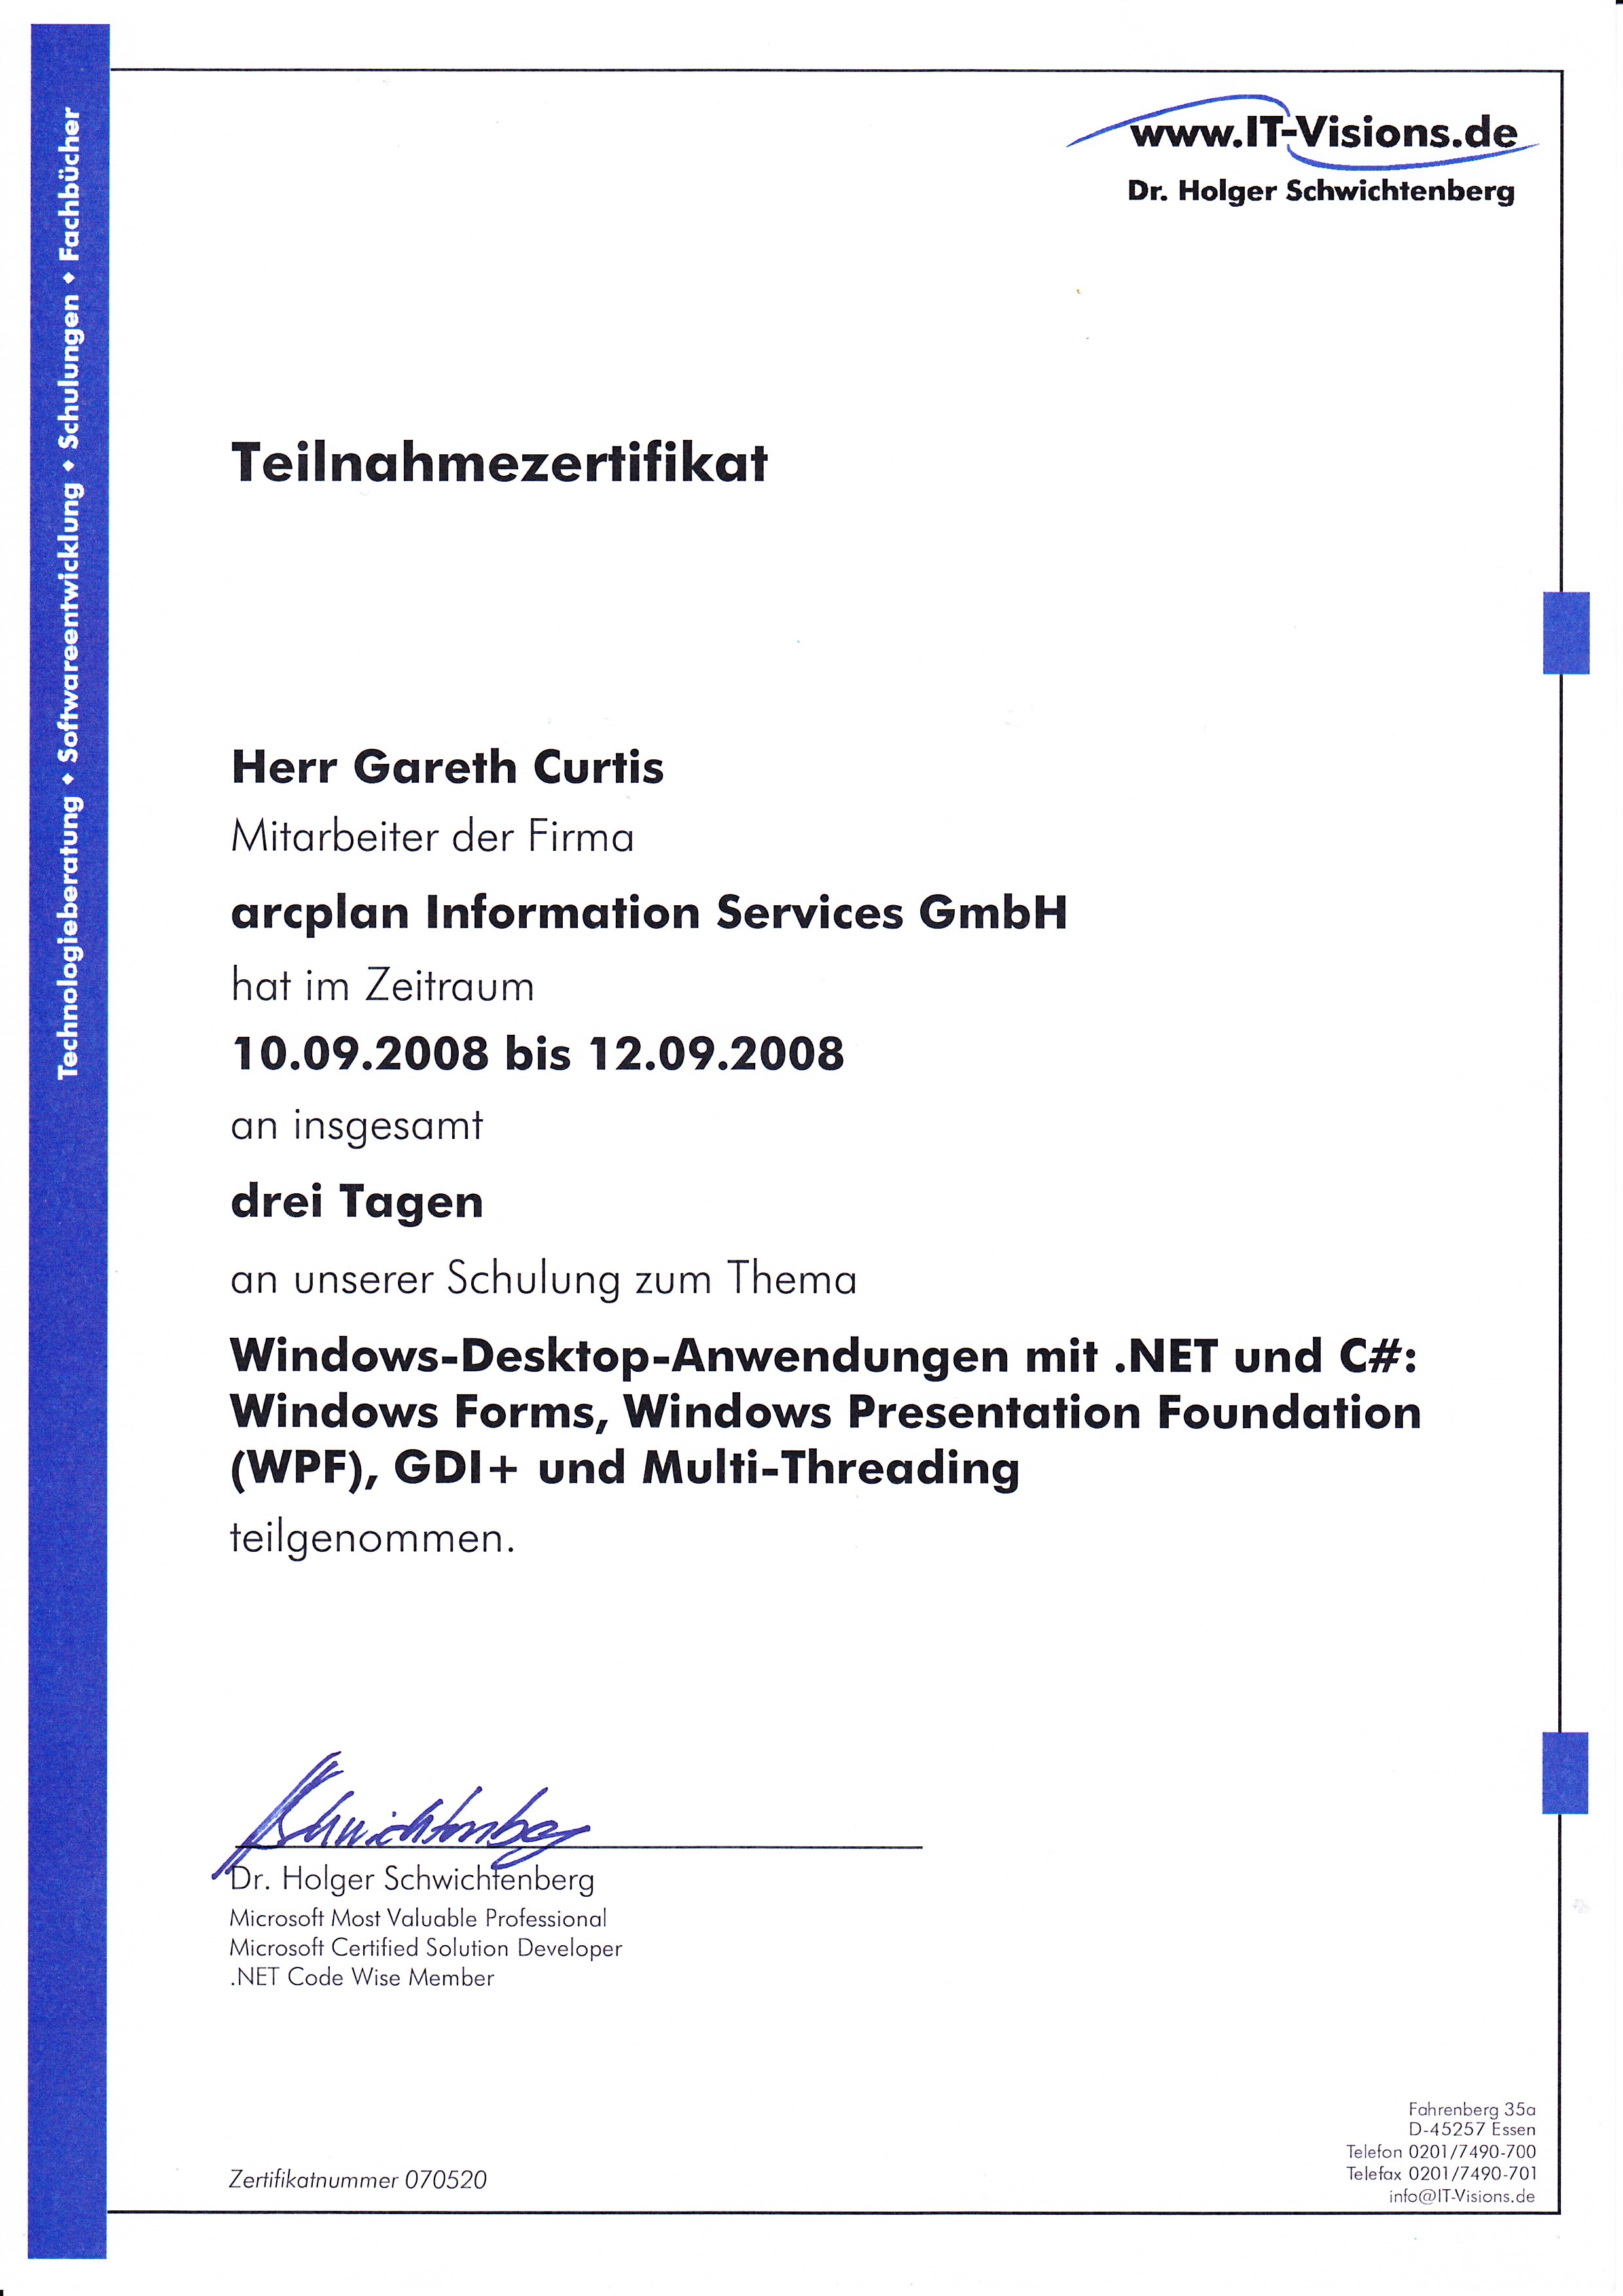 www.IT-Visions.de
Dr. Holger Schwichtenberg
Technologieberatung ◆ Softwareentwicklung ◆ Schulungen ◆ Fachbücher
Teilnahmezertifikat
Herr Gareth Curtis
Mitarbeiter der Firma
arcplan Information Services GmbH
hat im Zeitraum
10.09.2008 bis 12.09.2008
an insgesamt
drei Tagen
an unserer Schulung zum Thema
Windows-Desktop-Anwendungen mit .NET und C#:
Windows Forms, Windows Presentation Foundation
(WPF), GDI+ und Multi-Threading
teilgenommen.
Schwichtenberg
Dr. Holger Schwichtenberg
Microsoft Most Valuable Professional
Microsoft Certified Solution Developer
.NET Code Wise Member
Zertifikatnummer 070520
Fahrenberg 35a
D-45257 Essen
Telefon 0201/7490-700
Telefax 0201/7490-701
info@IT-Visions.de